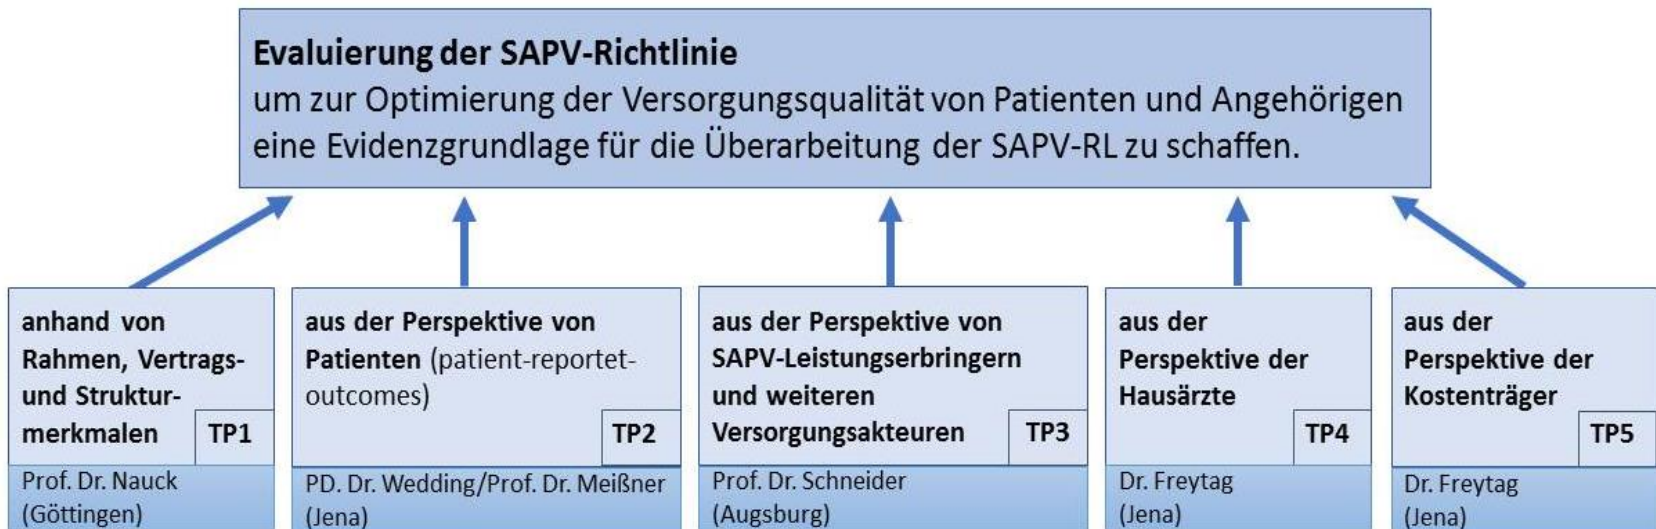 Evaluierung der SAPV-Richtlinie
um zur Optimierung der Versorgungsqualität von Patienten und Angehörigen
eine Evidenzgrundlage für die Überarbeitung der SAPV-RL zu schaffen.
anhand von
Rahmen, Vertrags-
und Struktur-
merkmalen
TP1
Prof. Dr. Nauck
(Göttingen)
aus der Perspektive von
Patienten (patient-reportet-
outcomes)
TP2
PD. Dr. Wedding/Prof. Dr. Meißner
(Jena)
aus der Perspektive von
SAPV-Leistungserbringern
und weiteren
Versorgungsakteuren
TP3
Prof. Dr. Schneider
(Augsburg)
aus der
Perspektive der
Hausärzte
TP4
Dr. Freytag
(Jena)
aus der
Perspektive der
Kostenträger
TP5
Dr. Freytag
(Jena)